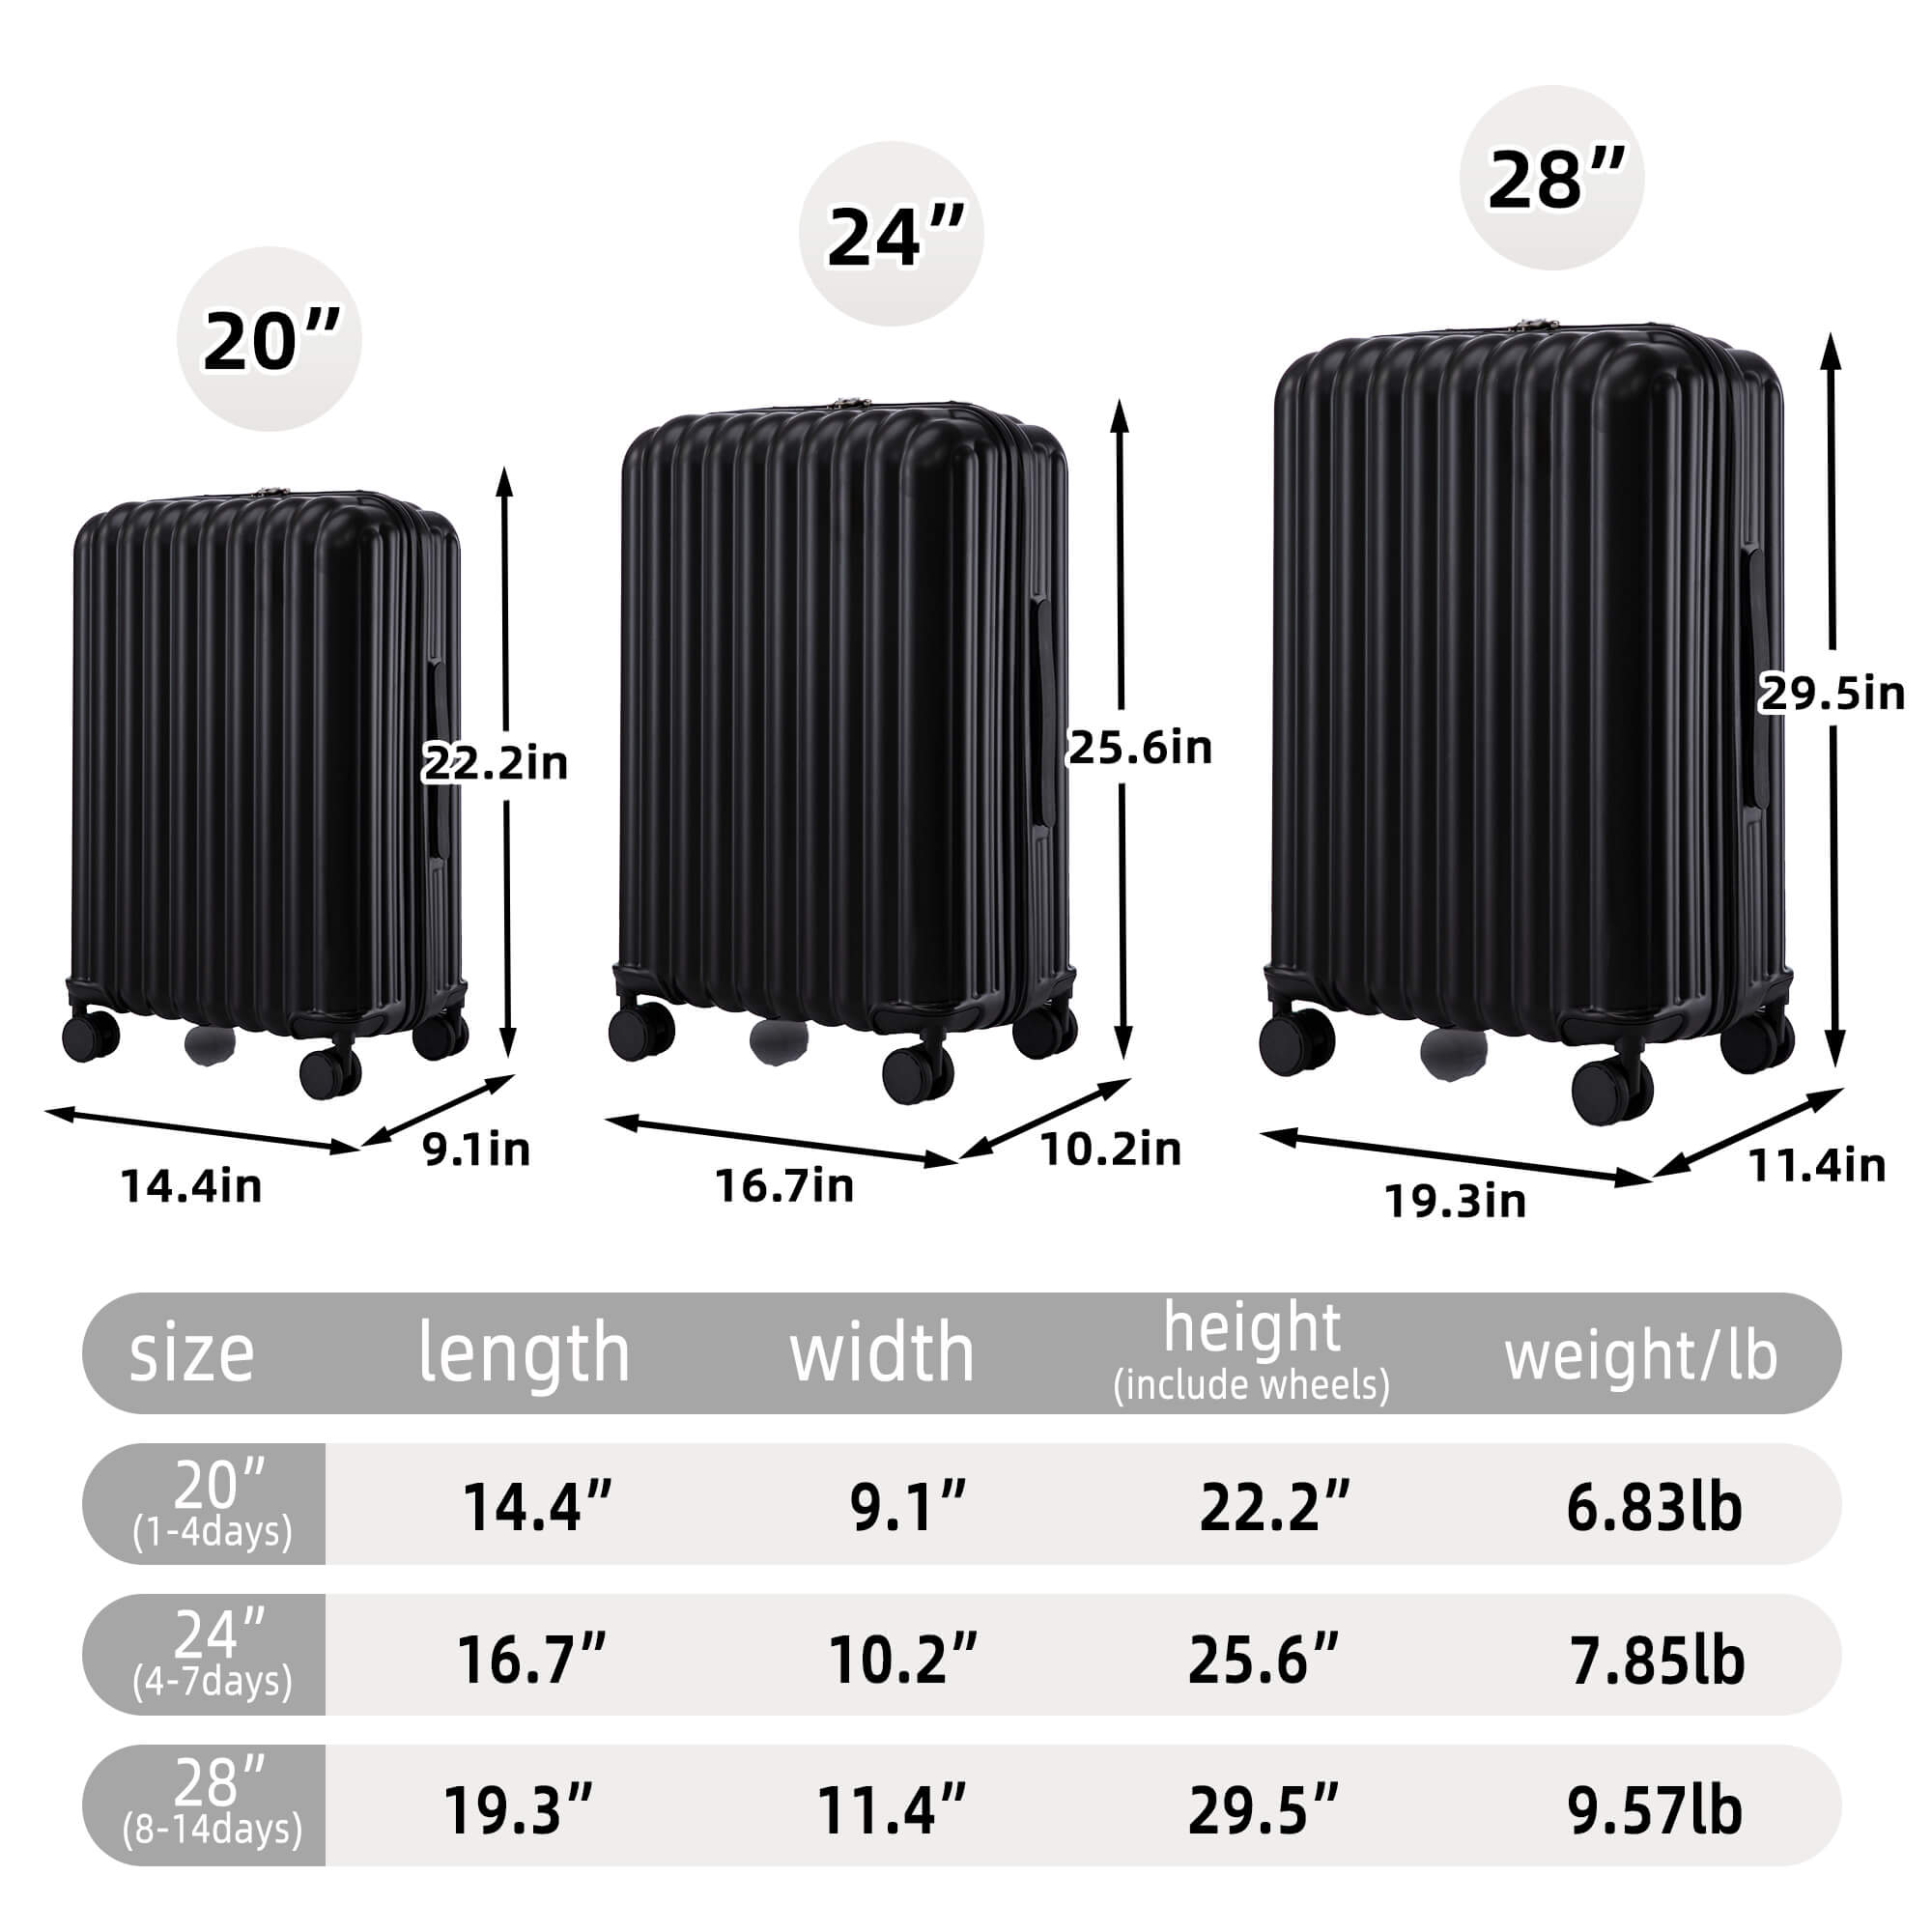 20”
24”
28”
22.2in
25.6in
29.5in
14.4in
9.1in
16.7in
10.2in
19.3in
11.4in
size length width height (include wheels) weight/lb
20” (1-4days) 14.4” 9.1” 22.2” 6.83lb
24” (4-7days) 16.7” 10.2” 25.6” 7.85lb
28” (8-14days) 19.3” 11.4” 29.5” 9.57lb